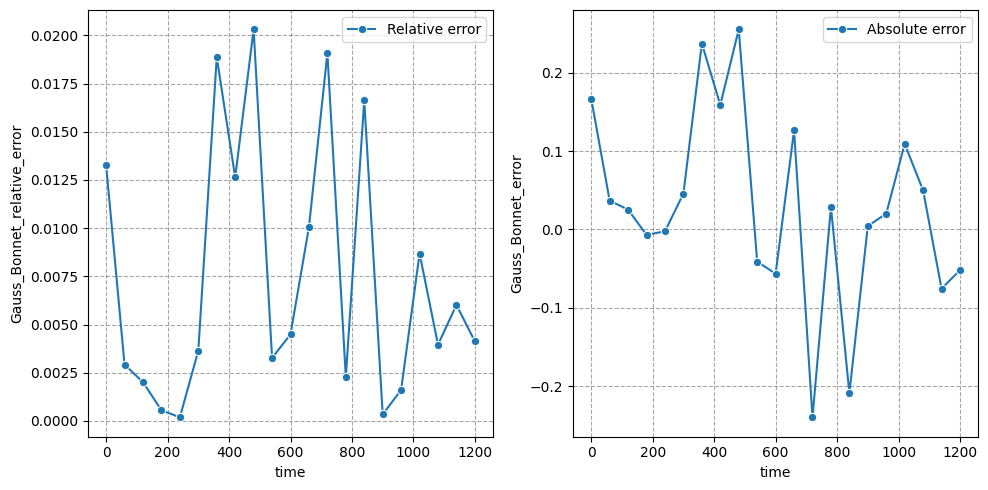 Relative error
Gauss_Bonnet_relative_error
0.0200
0.0175
0.0150
0.0125
0.0100
0.0075
0.0050
0.0025
0.0000
0 200 400 600 800 1000 1200
time
Absolute error
Gauss_Bonnet_error
0.2
0.1
0.0
−0.1
−0.2
0 200 400 600 800 1000 1200
time